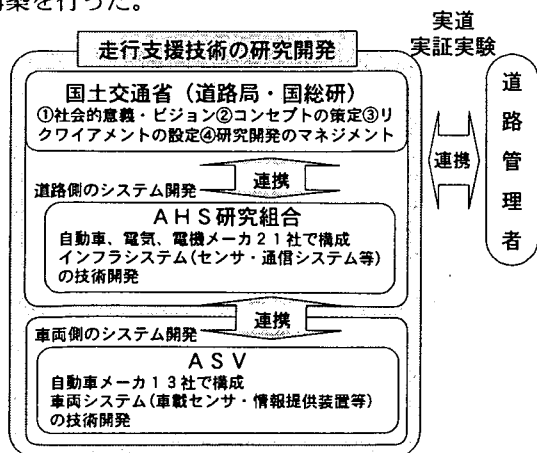 構築を行った。
実道
実証実験
走行支援技術の研究開発
国土交通省（道路局・国総研）
①社会的意義・ビジョン②コンセプトの策定③リ
クワイアメントの設定④研究開発のマネジメント
連携
道路側のシステム開発
AHS研究組合
自動車、電気、電機メーカ21社で構成
インフラシステム(センサ・通信システム等)
の技術開発
連携
車両側のシステム開発
ASV
自動車メーカ13社で構成
車両システム(車載センサ・情報提供装置等)
の技術開発
連携
道路管理者